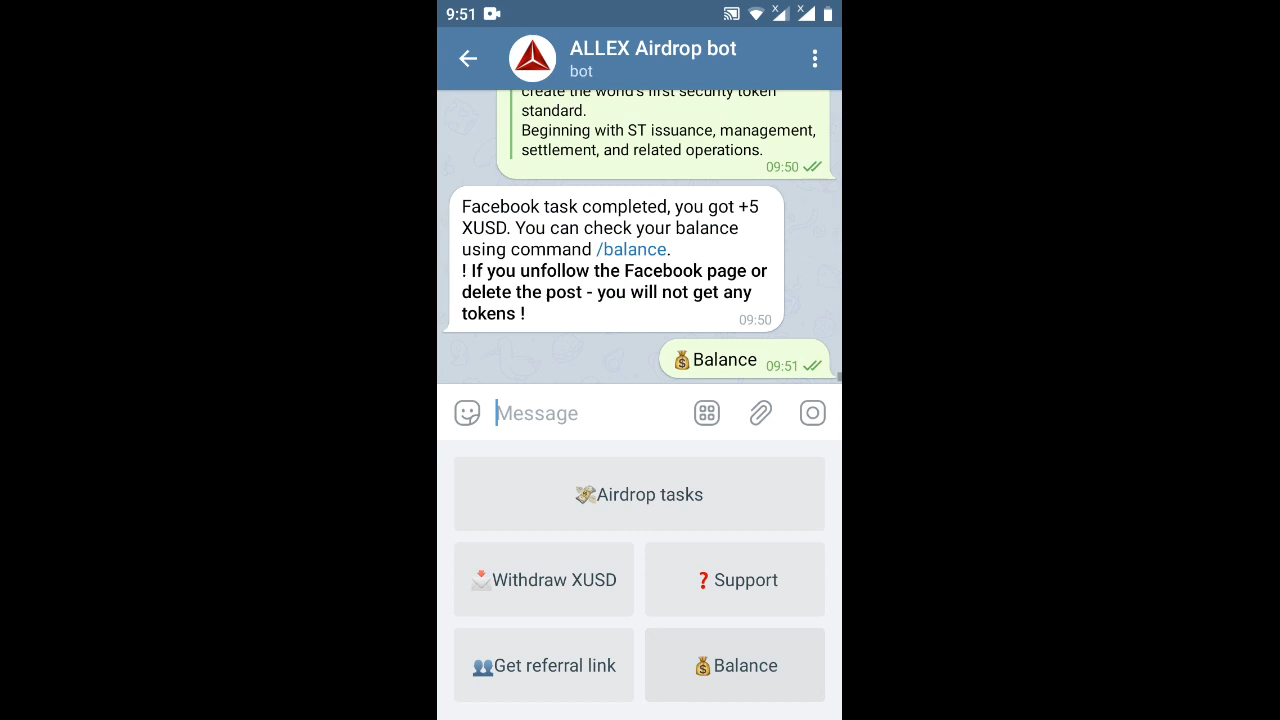 9:51
ALLEX Airdrop bot
bot
create the world's first security token
standard.
Beginning with ST issuance, management,
settlement, and related operations.
09:50
Facebook task completed, you got +5
XUSD. You can check your balance
using command /balance.
! If you unfollow the Facebook page or
delete the post - you will not get any
tokens !
09:50
💰Balance 09:51
Message
💸Airdrop tasks
📩Withdraw XUSD
❓Support
👥Get referral link
💰Balance